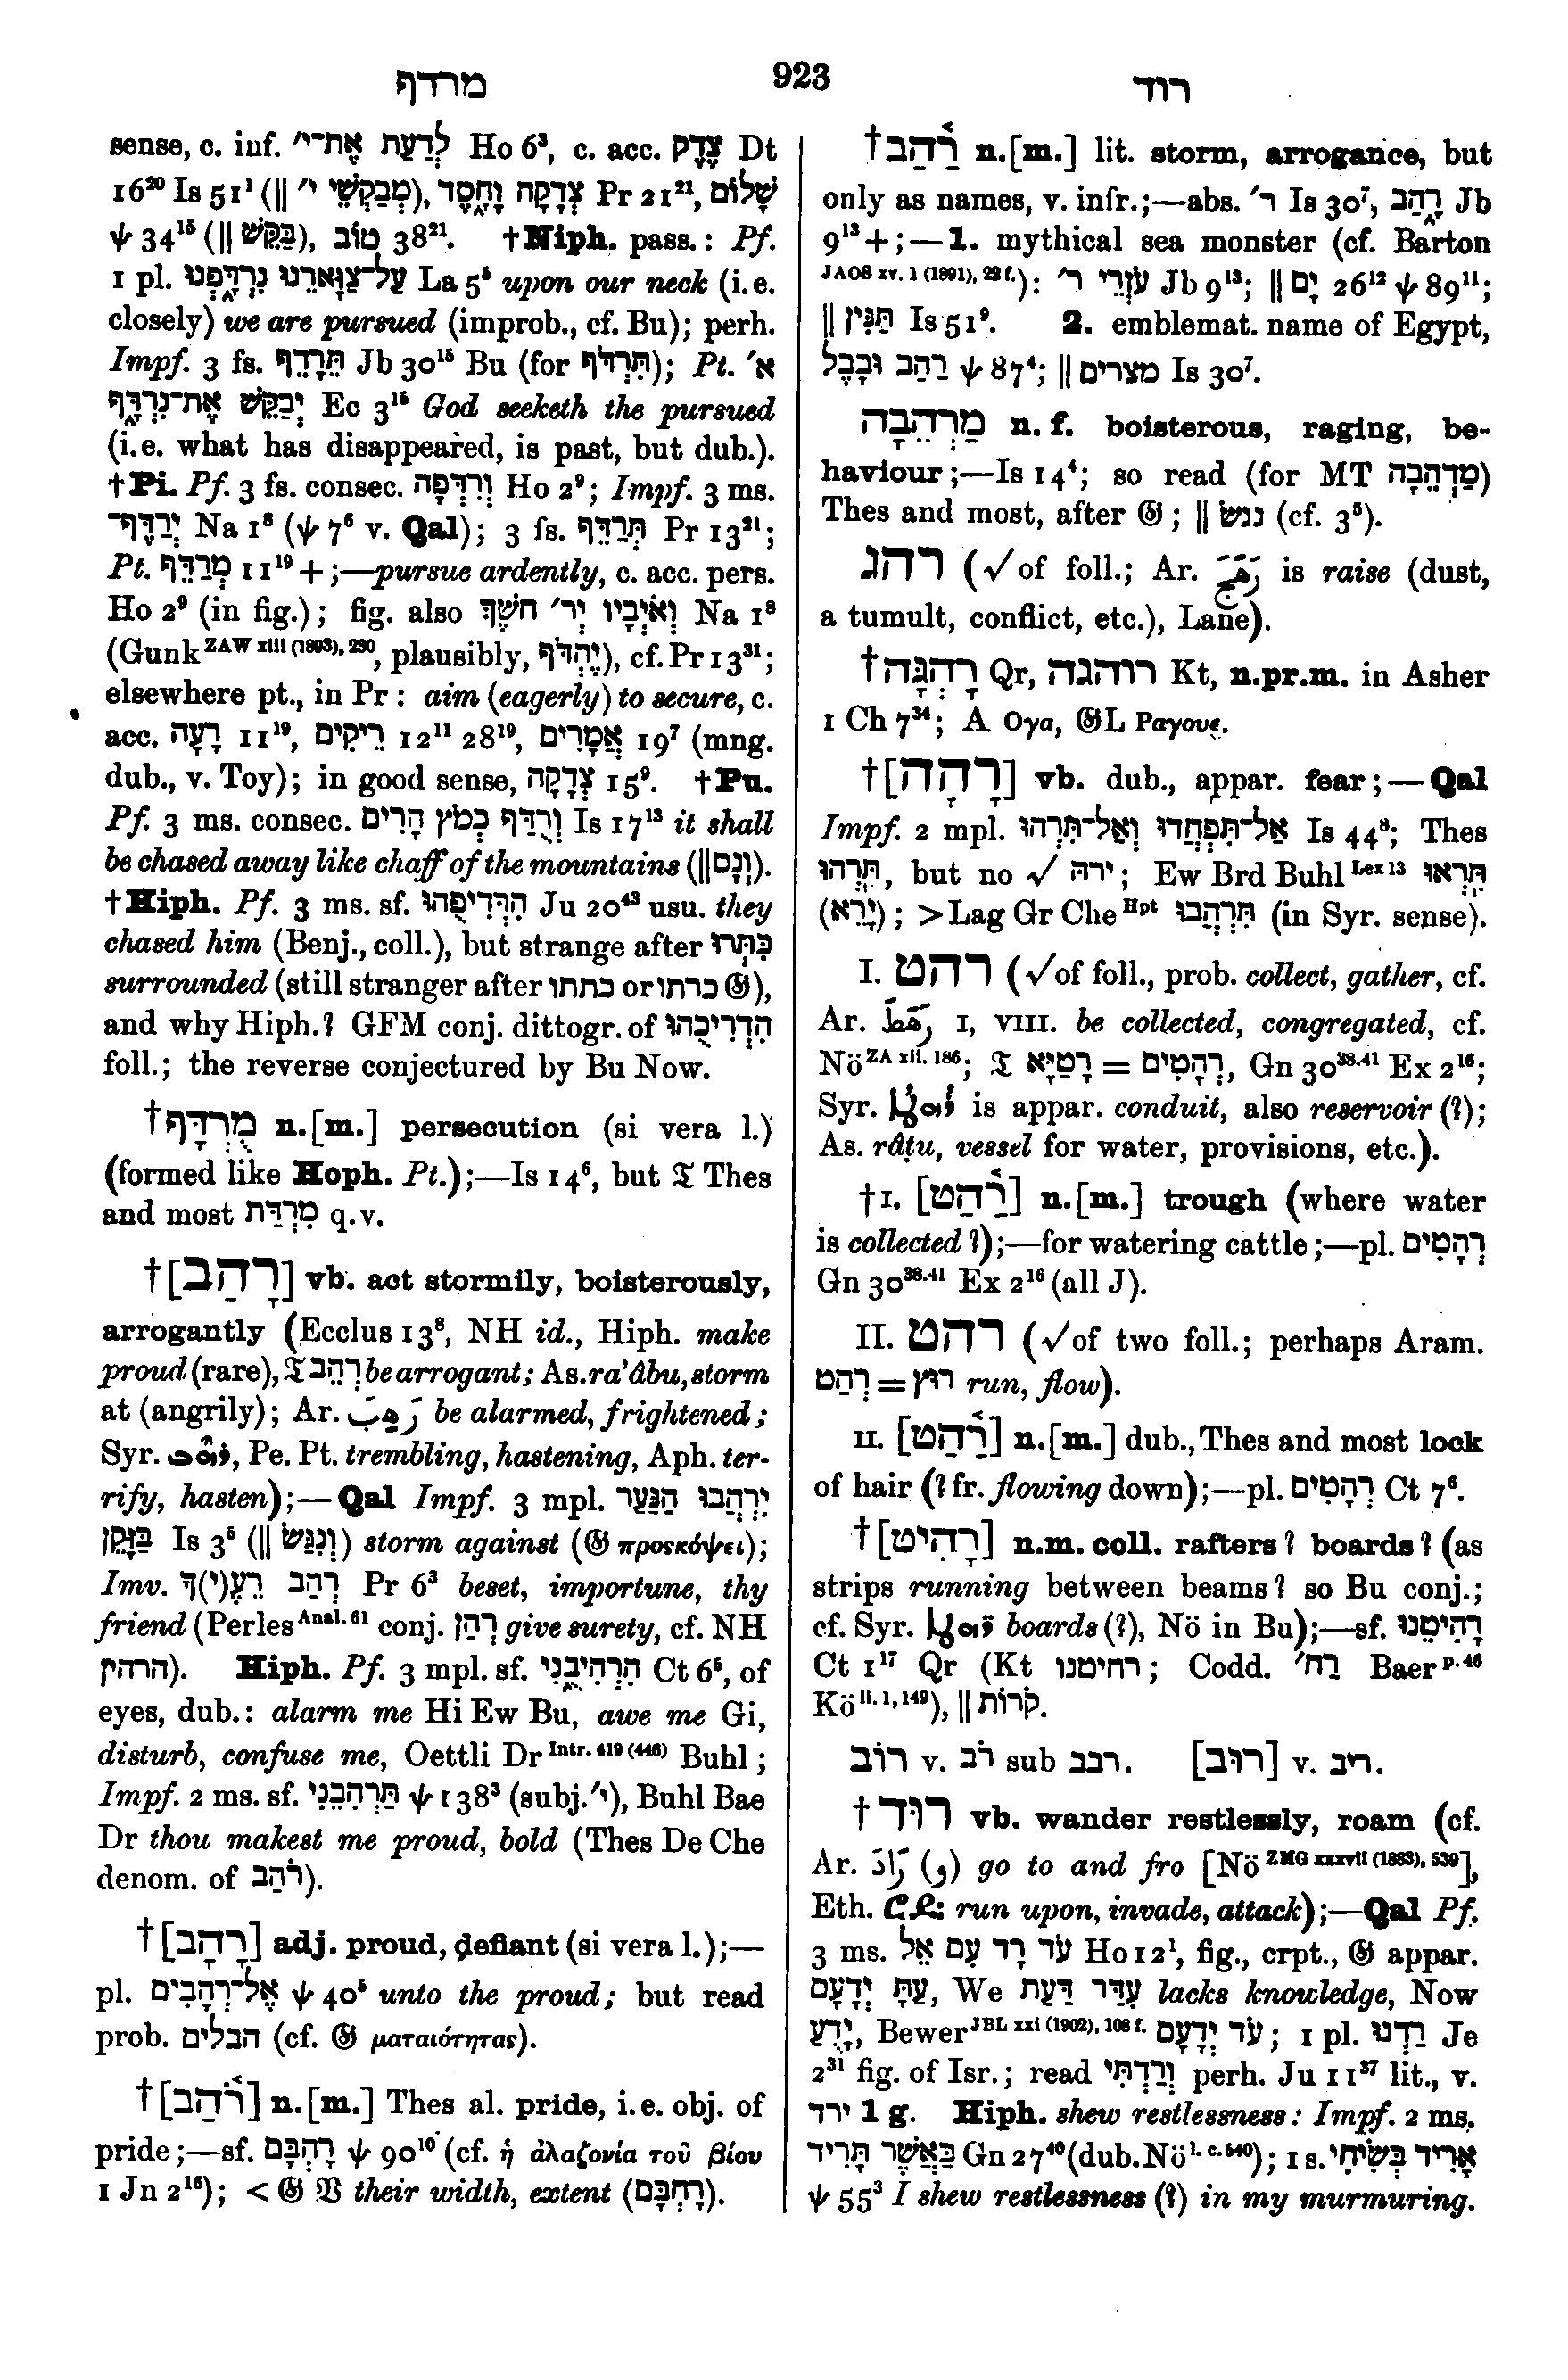 מרדף
923
רוד
sense, c. inf. לְדַעַת אֶת־י׳ Ho 6³, c. acc. צֶדֶק Dt
16²⁰ Is 51¹ (‖ מְבַקְשֵׁי י׳), צְדָקָה וָחֶ֑סֶד Pr 21²¹, שָׁלוֹם
ψ 34¹⁵ (‖ בִּקֵּשׁ), טוֹב 38²¹. †Niph. pass.: Pf.
1 pl. עַל־צַוָּארֵנוּ נִרְדָּ֑פְנוּ La 5⁵ upon our neck (i.e.
closely) we are pursued (improb., cf. Bu); perh.
Impf. 3 fs. תֵּרָדֵף Jb 30¹⁵ Bu (for תִּרְדֹּף); Pt. א׳
יְבַקֵּשׁ אֶת־נִרְדָּ֑ף Ec 3¹⁵ God seeketh the pursued
(i.e. what has disappeared, is past, but dub.).
†Pi. Pf. 3 fs. consec. וְרִדְּפָה Ho 2⁹; Impf. 3 ms.
יְרַדֶּף־ Na 1⁸ (ψ 7⁶ v. Qal); 3 fs. תְּרַדֵּף Pr 13²¹;
Pt. מְרַדֵּף 11¹⁹ +;—pursue ardently, c. acc. pers.
Ho 2⁹ (in fig.); fig. also וְאֹיְבָיו יְר׳ חשֶׁךְ Na 1⁸
(Gunk ZAW xiii (1893), 230, plausibly, יֶהְדֹּף), cf. Pr 13³¹;
elsewhere pt., in Pr: aim (eagerly) to secure, c.
acc. רָעָה 11¹⁹, רֵיקִים 12¹¹ 28¹⁹, אֲמָרִים 19⁷ (mng.
dub., v. Toy); in good sense, צְדָקָה 15⁹. †Pu.
Pf. 3 ms. consec. וְרֻדַּף כְּמֹץ הָרִים Is 17¹³ it shall
be chased away like chaff of the mountains (‖וְנָס).
†Hiph. Pf. 3 ms. sf. הִרְדִיפֻהוּ Ju 20⁴³ usu. they
chased him (Benj., coll.), but strange after כִּתְּרוּ
surrounded (still stranger after כתתו or כרתו 𝔊),
and why Hiph.? GFM conj. dittogr. of הִדְרִיכֻהוּ
foll.; the reverse conjectured by Bu Now.
†מֻרְדָּף n.[m.] persecution (si vera l.)
(formed like Hoph. Pt.);—Is 14⁶, but 𝔗 Thes
and most מִרְדַּת q.v.
†[רָהַב] vb. act stormily, boisterously,
arrogantly (Ecclus 13⁸, NH id., Hiph. make
proud (rare), 𝔗 רְהֵב be arrogant; As. ra'âbu, storm
at (angrily); Ar. رَهِبَ be alarmed, frightened;
Syr. ܪܗܒ, Pe. Pt. trembling, hastening, Aph. ter-
rify, hasten);—Qal Impf. 3 mpl. יִרְהֲבוּ הַנַּעַר
בַּזָּקֵן Is 3⁵ (‖ וְנִגַּשׂ) storm against (𝔊 προσκόψει);
Imv. רְהַב רֵעֶ(י)ךָ Pr 6³ beset, importune, thy
friend (Perles Anal. 61 conj. רְהַן give surety, cf. NH
הרהין). Hiph. Pf. 3 mpl. sf. הִרְהִיבֻ֑נִי Ct 6⁵, of
eyes, dub.: alarm me Hi Ew Bu, awe me Gi,
disturb, confuse me, Oettli Dr Intr. 419 (446) Buhl;
Impf. 2 ms. sf. תַּרְהִבֵנִי ψ 138³ (subj. י׳), Buhl Bae
Dr thou makest me proud, bold (Thes De Che
denom. of רֹהַב).
†[רָהָב] adj. proud, defiant (si vera l.);—
pl. אֶל־רְהָבִים ψ 40⁵ unto the proud; but read
prob. הבלים (cf. 𝔊 ματαιότητας).
†[רֹ֫הַב] n.[m.] Thes al. pride, i.e. obj. of
pride;—sf. רָהְבָּם ψ 90¹⁰ (cf. ἡ ἀλαζονία τοῦ βίου
1 Jn 2¹⁶); < 𝔊 𝔙 their width, extent (רָחְבָּם).
†רַ֫הַב n.[m.] lit. storm, arrogance, but
only as names, v. infr.;—abs. ר׳ Is 30⁷, רָ֑הַב Jb
9¹³ +;—1. mythical sea monster (cf. Barton
JAOS xv. 1 (1891), 22 f.): עֹזְרֵי ר׳ Jb 9¹³; ‖ יָם 26¹² ψ 89¹¹;
‖ תַּנִּין Is 51⁹. 2. emblemat. name of Egypt,
רַהַב וּבָבֶל ψ 87⁴; ‖ מצרים Is 30⁷.
מַרְהֵבָה n. f. boisterous, raging, be-
haviour;—Is 14⁴; so read (for MT מַדְהֵבָה)
Thes and most, after 𝔊; ‖ נגשׂ (cf. 3⁵).
רהג (√of foll.; Ar. رَهَّجَ is raise (dust,
a tumult, conflict, etc.), Lane).
†רָהְגָּה Qr, רוהגה Kt, n.pr.m. in Asher
1 Ch 7³⁴; A Ογα, 𝔊L Ραγουε.
†[רָהָה] vb. dub., appar. fear;—Qal
Impf. 2 mpl. אַל־תִּפְחֲדוּ וְאַל־תִּרְהוּ Is 44⁸; Thes
תִּֽרְהוּ, but no √ ירה; Ew Brd Buhl Lex 13 תִּֽרְאוּ
(יָרֵא); >Lag Gr Che Hpt תִּרְהֲבוּ (in Syr. sense).
I. רהט (√of foll., prob. collect, gather, cf.
Ar. رَهَطَ I, VIII. be collected, congregated, cf.
Nö ZA xii. 186; 𝔗 רָטַיָּא = רְהָטִים, Gn 30³⁸·⁴¹ Ex 2¹⁶;
Syr. ܪܗܛܐ is appar. conduit, also reservoir (?);
As. râṭu, vessel for water, provisions, etc.).
†I. [רַ֫הַט] n.[m.] trough (where water
is collected?);—for watering cattle;—pl. רְהָטִים
Gn 30³⁸·⁴¹ Ex 2¹⁶ (all J).
II. רהט (√of two foll.; perhaps Aram.
רְהַט = רוּץ run, flow).
II. [רַ֫הַט] n.[m.] dub., Thes and most lock
of hair (? fr. flowing down);—pl. רְהָטִים Ct 7⁶.
†[רָהִיט] n.m. coll. rafters? boards? (as
strips running between beams? so Bu conj.;
cf. Syr. ܪܗܛܐ boards (?), Nö in Bu);—sf. רָהִיטֵנוּ
Ct 1¹⁷ Qr (Kt רחיטנו; Codd. רַח׳ Baer p. 46
Kö ii. 1, 149), ‖ קֹרוֹת.
רוֹב v. רֹב sub רבב. [רוּב] v. ריב.
†רוּד vb. wander restlessly, roam (cf.
Ar. رَادَ (و) go to and fro [Nö ZMG xxxvii (1883), 539],
Eth. ሮደ: run upon, invade, attack);—Qal Pf.
3 ms. עֹד רָד עִם אֵל Ho 12¹, fig., crpt., 𝔊 appar.
עַתָּ יְדָעָם, We עָדֵּר דַּעַת lacks knowledge, Now
יָדֻעַ, Bewer JBL xxi (1902), 108 f. עֹד יְדָעָם; 1 pl. רַדְנוּ Je
2³¹ fig. of Isr.; read וְרַדְתִּי perh. Ju 11³⁷ lit., v.
ירד 1 g. Hiph. shew restlessness: Impf. 2 ms.
כַּאֲשֶׁר תָּרִיד Gn 27⁴⁰ (dub. Nö l. c. 540); 1 s. אָרִיד בְּשִׂיחִי
ψ 55³ I shew restlessness (?) in my murmuring.